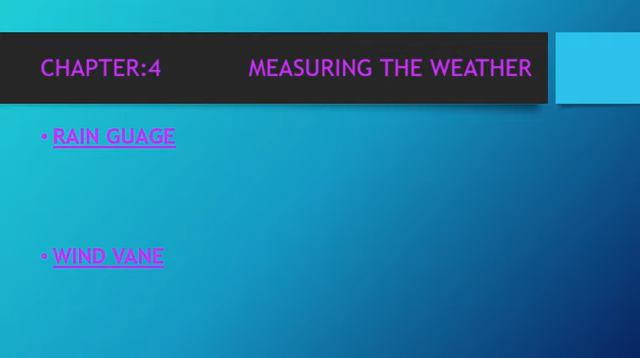 CHAPTER:4 MEASURING THE WEATHER
• RAIN GUAGE
• WIND VANE